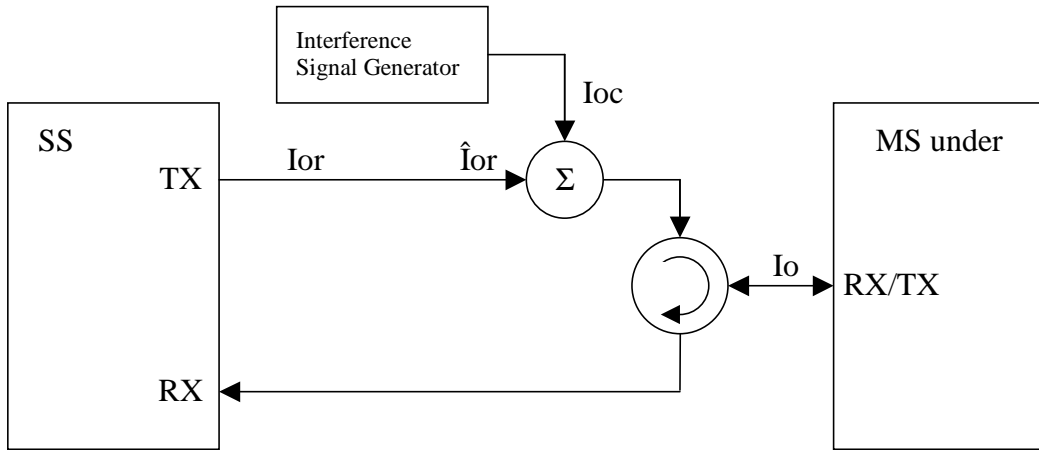 Interference
Signal Generator
Ioc
SS
MS under
TX
Ior
Îor
Σ
Io
RX/TX
RX